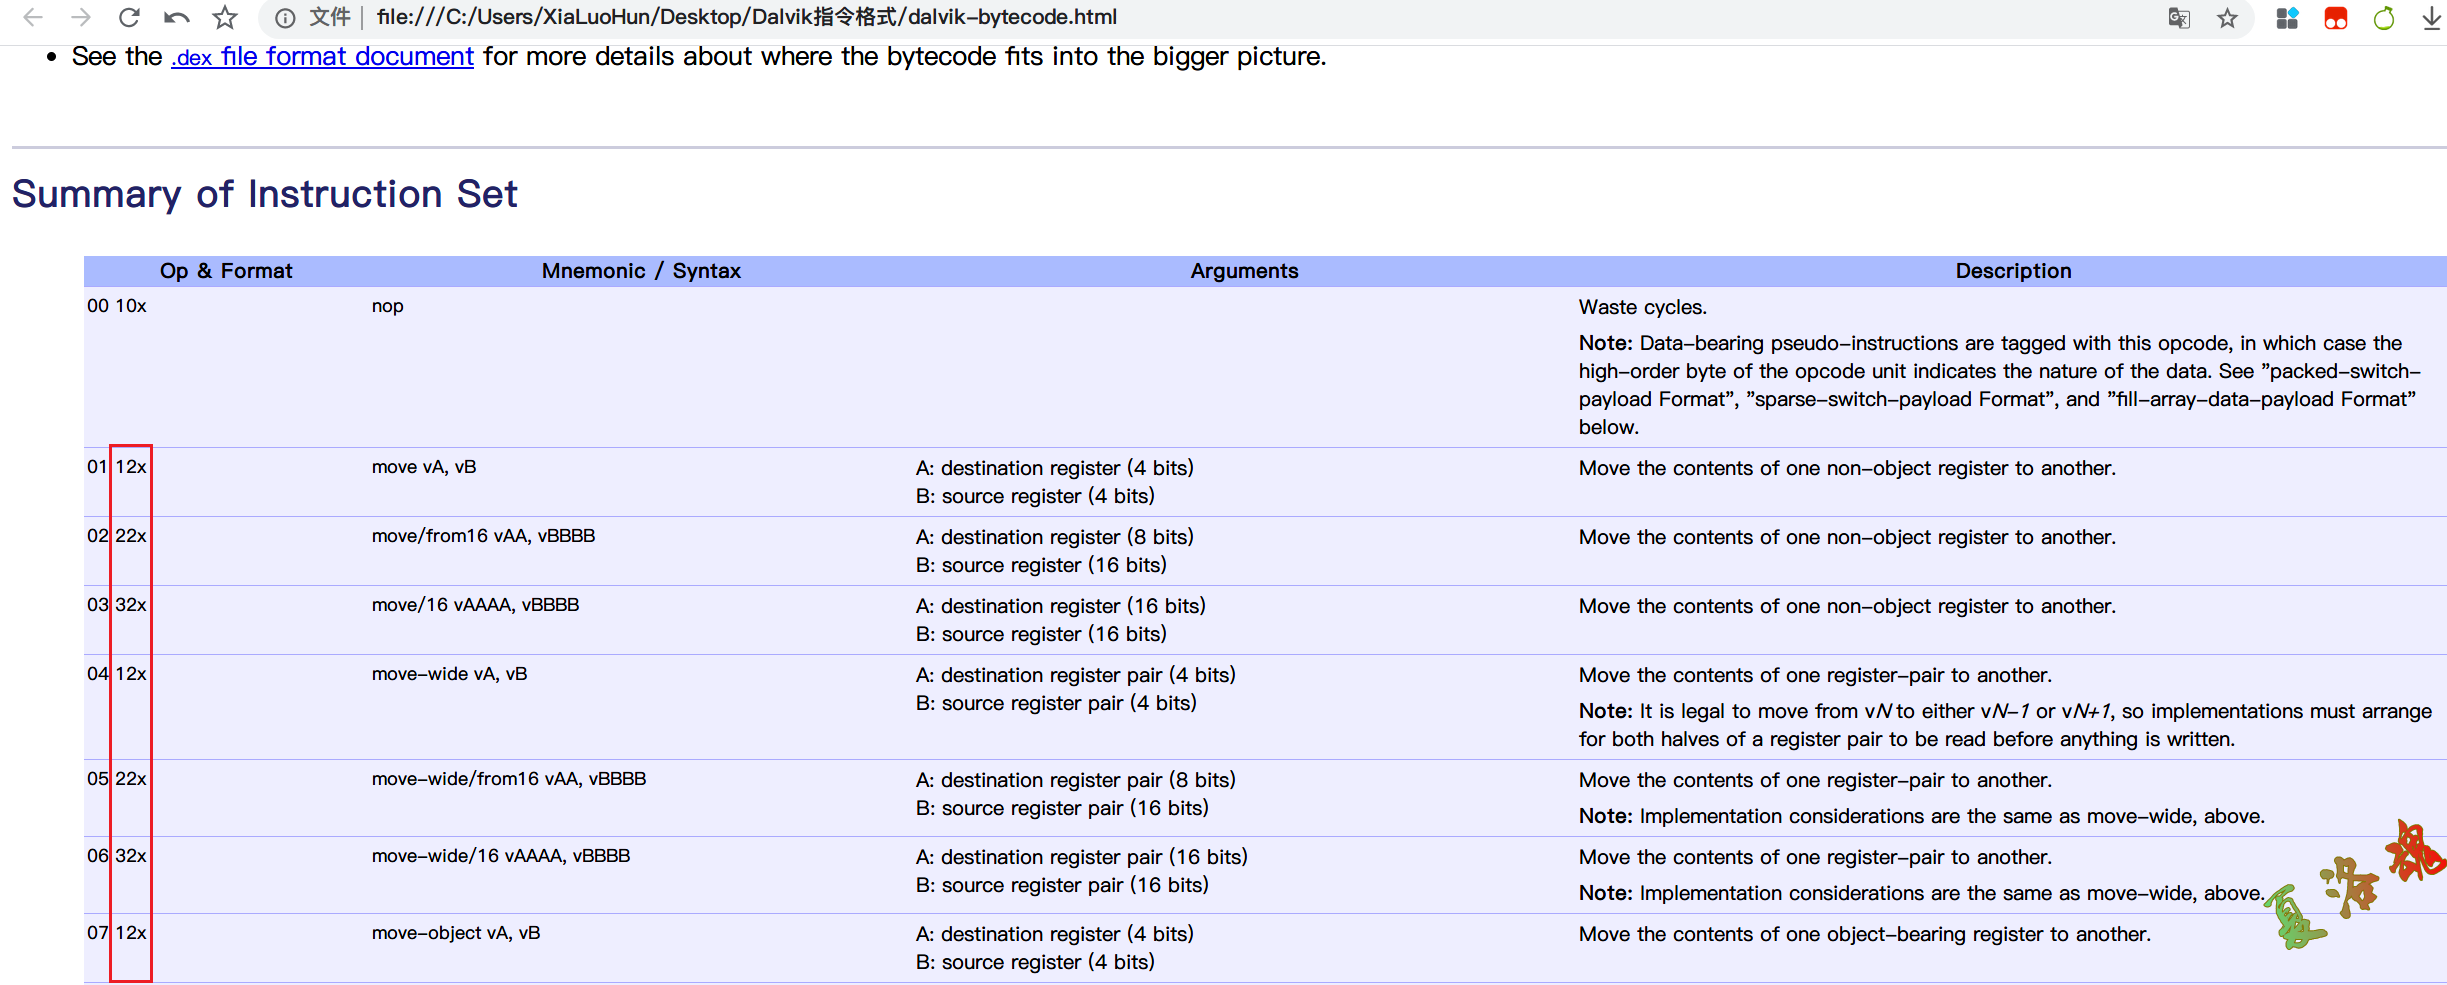 文件 | file:///C:/Users/XiaLuoHun/Desktop/Dalvik指令格式/dalvik-bytecode.html
• See the .dex file format document for more details about where the bytecode fits into the bigger picture.
Summary of Instruction Set
Op & Format Mnemonic / Syntax Arguments Description
00 10x nop Waste cycles.
Note: Data-bearing pseudo-instructions are tagged with this opcode, in which case the
high-order byte of the opcode unit indicates the nature of the data. See "packed-switch-
payload Format", "sparse-switch-payload Format", and "fill-array-data-payload Format"
below.
01 12x move vA, vB A: destination register (4 bits) Move the contents of one non-object register to another.
B: source register (4 bits)
02 22x move/from16 vAA, vBBBB A: destination register (8 bits) Move the contents of one non-object register to another.
B: source register (16 bits)
03 32x move/16 vAAAA, vBBBB A: destination register (16 bits) Move the contents of one non-object register to another.
B: source register (16 bits)
04 12x move-wide vA, vB A: destination register pair (4 bits) Move the contents of one register-pair to another.
B: source register pair (4 bits)
Note: It is legal to move from vN to either vN-1 or vN+1, so implementations must arrange
for both halves of a register pair to be read before anything is written.
05 22x move-wide/from16 vAA, vBBBB A: destination register pair (8 bits) Move the contents of one register-pair to another.
B: source register pair (16 bits)
Note: Implementation considerations are the same as move-wide, above.
06 32x move-wide/16 vAAAA, vBBBB A: destination register pair (16 bits) Move the contents of one register-pair to another.
B: source register pair (16 bits)
Note: Implementation considerations are the same as move-wide, above.
07 12x move-object vA, vB A: destination register (4 bits) Move the contents of one object-bearing register to another.
B: source register (4 bits)
夏洛魂